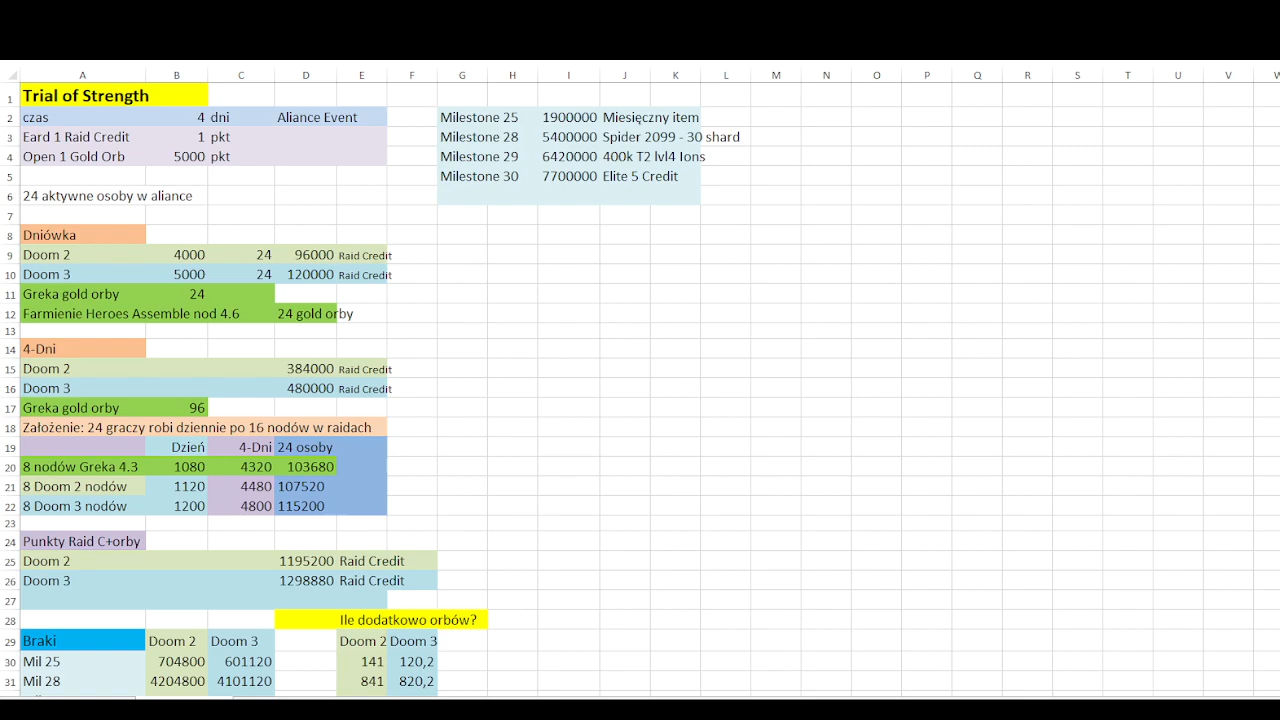 A B C D E F G H I J K L M N O P Q R S T U V W
1 Trial of Strength
2 czas 4 dni Aliance Event Milestone 25 1900000 Miesięczny item
3 Eard 1 Raid Credit 1 pkt Milestone 28 5400000 Spider 2099 - 30 shard
4 Open 1 Gold Orb 5000 pkt Milestone 29 6420000 400k T2 lvl4 Ions
5 Milestone 30 7700000 Elite 5 Credit
6 24 aktywne osoby w aliance
7
8 Dniówka
9 Doom 2 4000 24 96000 Raid Credit
10 Doom 3 5000 24 120000 Raid Credit
11 Greka gold orby 24
12 Farmienie Heroes Assemble nod 4.6 24 gold orby
13
14 4-Dni
15 Doom 2 384000 Raid Credit
16 Doom 3 480000 Raid Credit
17 Greka gold orby 96
18 Założenie: 24 graczy robi dziennie po 16 nodów w raidach
19 Dzień 4-Dni 24 osoby
20 8 nodów Greka 4.3 1080 4320 103680
21 8 Doom 2 nodów 1120 4480 107520
22 8 Doom 3 nodów 1200 4800 115200
23
24 Punkty Raid C+orby
25 Doom 2 1195200 Raid Credit
26 Doom 3 1298880 Raid Credit
27
28 Ile dodatkowo orbów?
29 Braki Doom 2 Doom 3 Doom 2 Doom 3
30 Mil 25 704800 601120 141 120,2
31 Mil 28 4204800 4101120 841 820,2